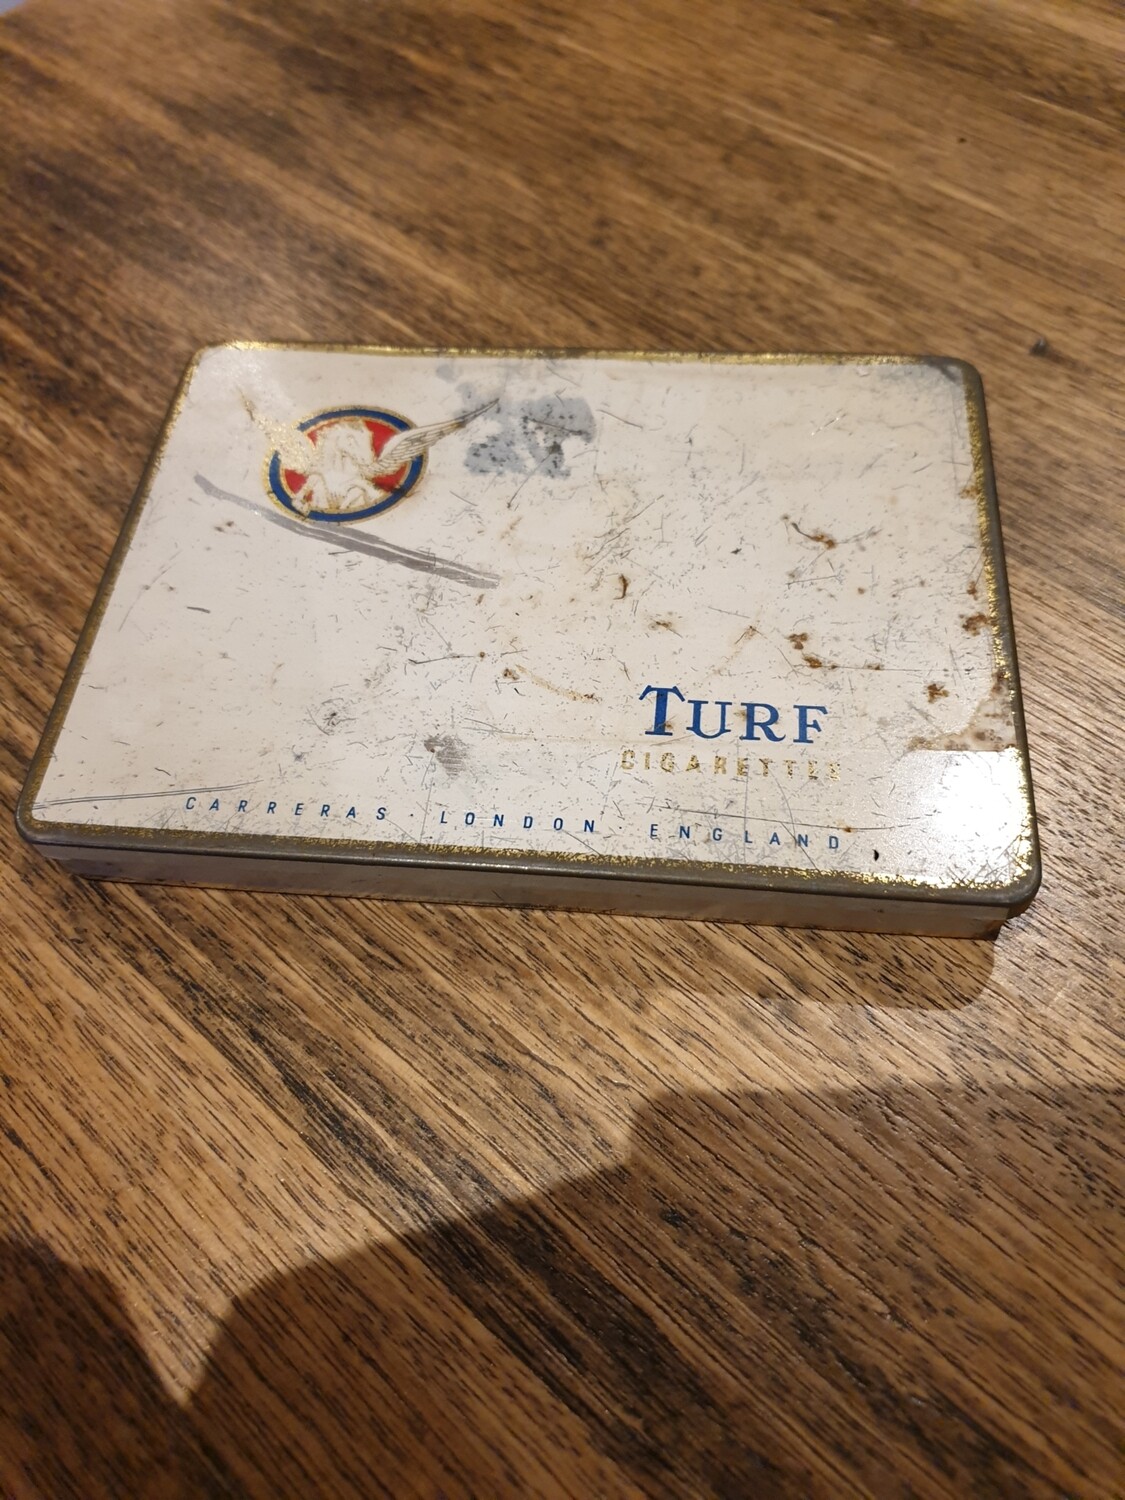 TURF
CIGARETTES
CARRERAS · LONDON · ENGLAND